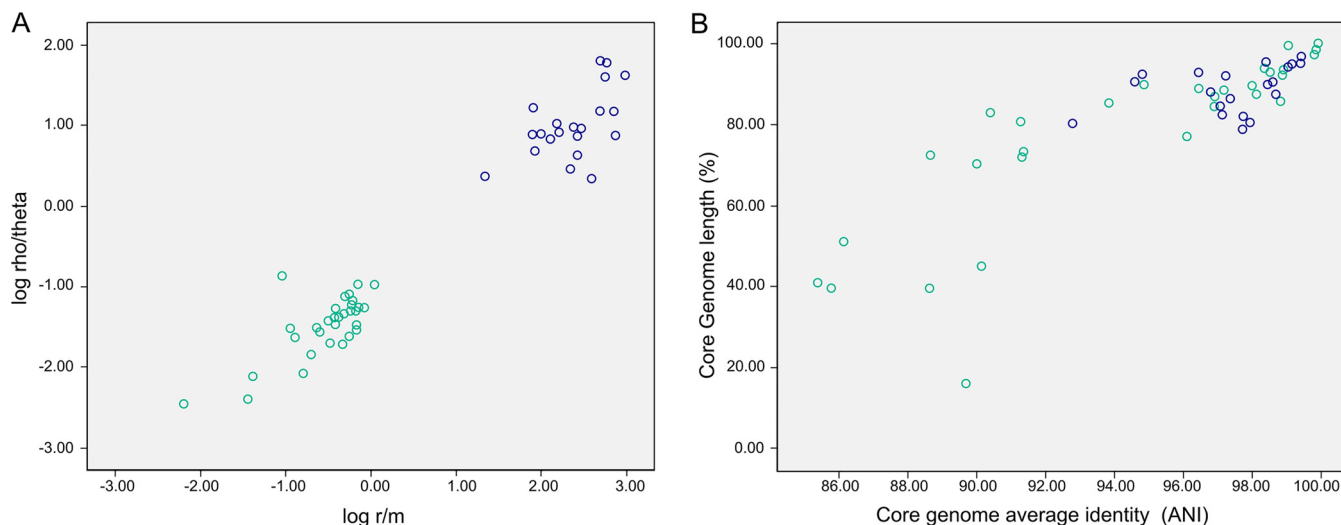 A
log rho/theta
2.00
1.00
0.00
-1.00
-2.00
-3.00
-3.00 -2.00 -1.00 0.00 1.00 2.00 3.00
log r/m
B
Core Genome length (%)
100.00
80.00
60.00
40.00
20.00
0.00
86.00 88.00 90.00 92.00 94.00 96.00 98.00 100.00
Core genome average identity (ANI)